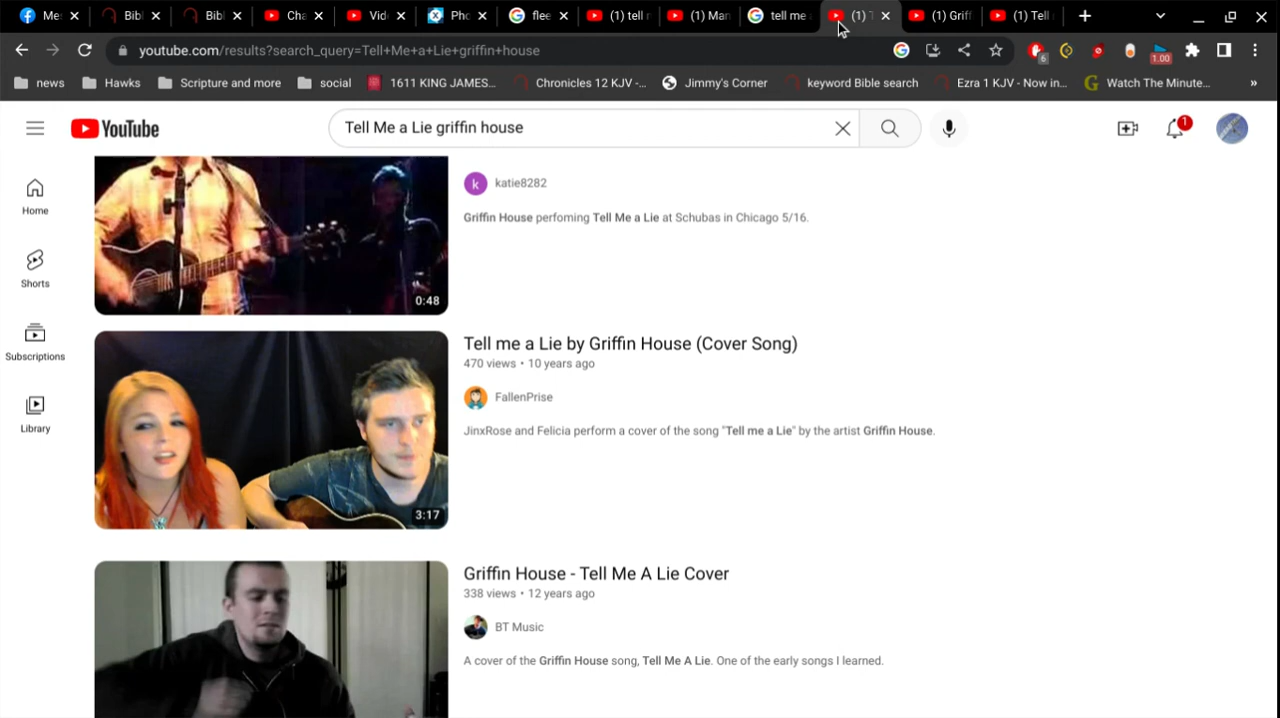 Me
Bibl
Bibl
Cha
Vid
Pho
flee
(1) tell r
(1) Man
tell me
(1) T
(1) Griff
(1) Tell
youtube.com/results?search_query=Tell+Me+a+Lie+griffin+house
6
1.00
news
Hawks
Scripture and more
social
1611 KING JAMES...
Chronicles 12 KJV -...
Jimmy's Corner
keyword Bible search
Ezra 1 KJV - Now in...
Watch The Minute...
»
YouTube
Tell Me a Lie griffin house
1
Home
Shorts
Subscriptions
Library
0:48
k katie8282
Griffin House perfoming Tell Me a Lie at Schubas in Chicago 5/16.
3:17
Tell me a Lie by Griffin House (Cover Song)
470 views • 10 years ago
FallenPrise
JinxRose and Felicia perform a cover of the song "Tell me a Lie" by the artist Griffin House.
Griffin House - Tell Me A Lie Cover
338 views • 12 years ago
BT Music
A cover of the Griffin House song, Tell Me A Lie. One of the early songs I learned.